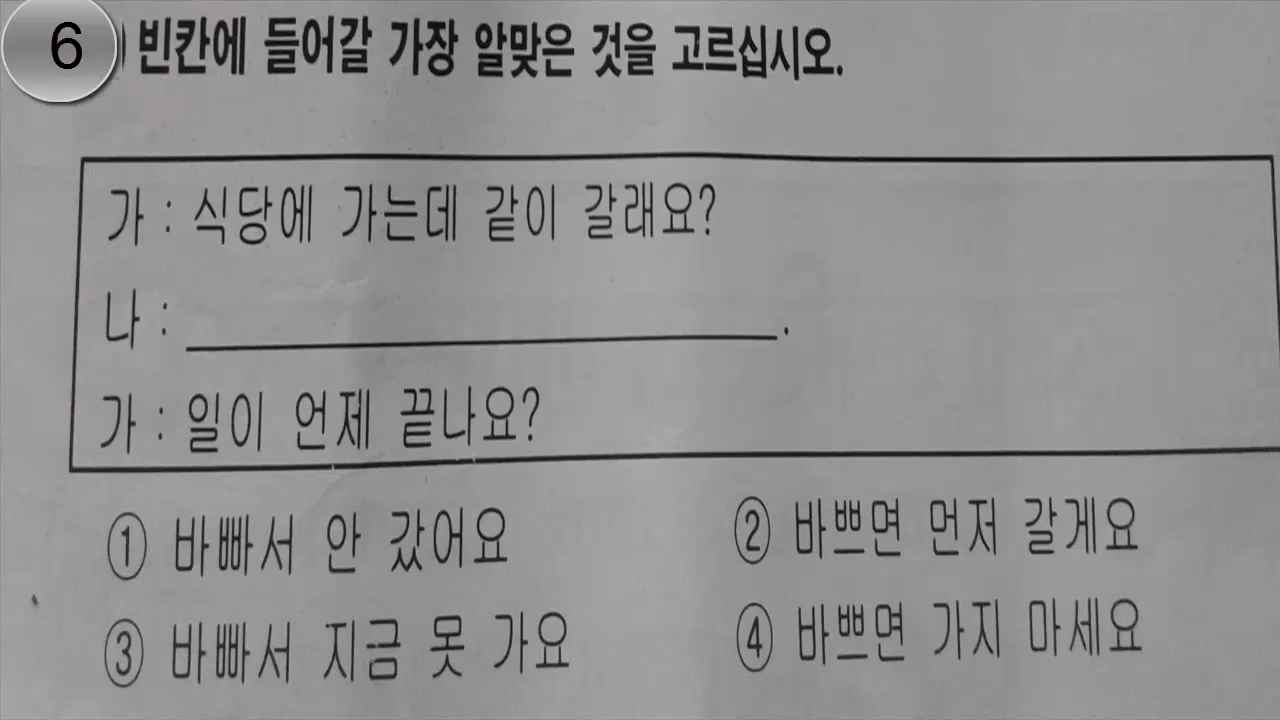 6
빈칸에 들어갈 가장 알맞은 것을 고르십시오.
가 : 식당에 가는데 같이 갈래요?
나 : ____________________.
가 : 일이 언제 끝나요?
① 바빠서 안 갔어요
② 바쁘면 먼저 갈게요
③ 바빠서 지금 못 가요
④ 바쁘면 가지 마세요